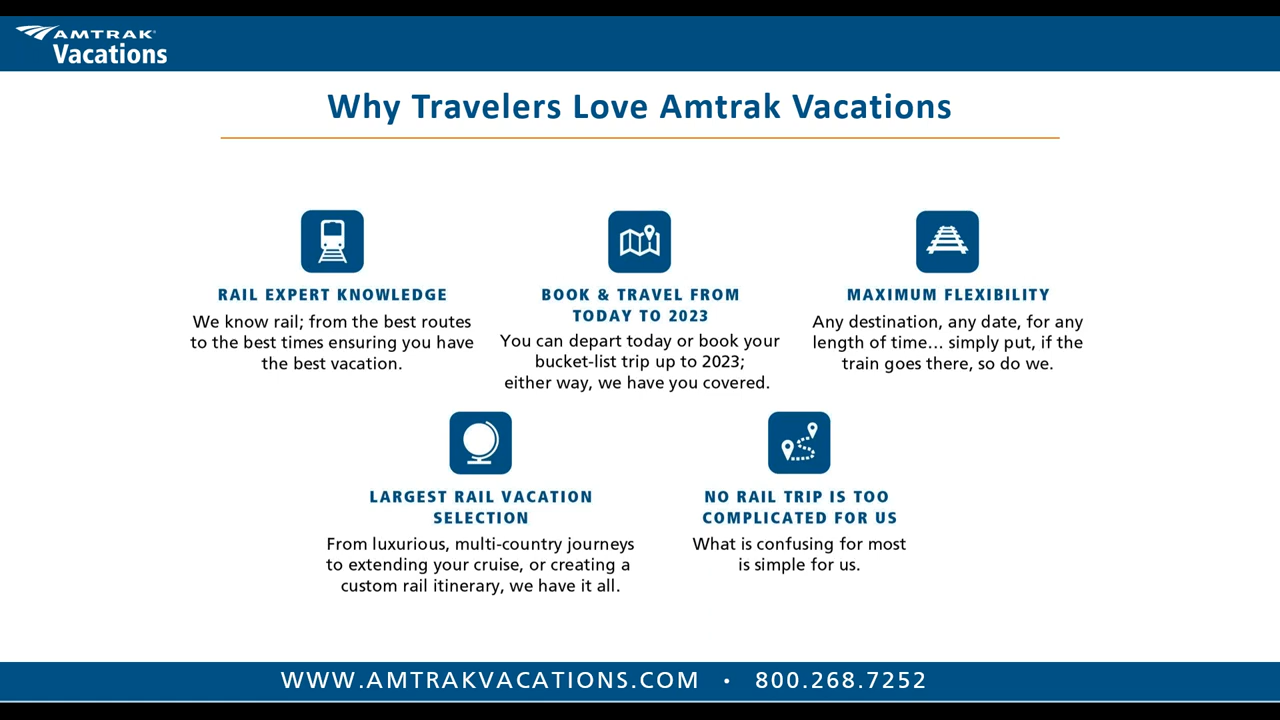 AMTRAK®
Vacations
Why Travelers Love Amtrak Vacations
RAIL EXPERT KNOWLEDGE
We know rail; from the best routes
to the best times ensuring you have
the best vacation.
BOOK & TRAVEL FROM
TODAY TO 2023
You can depart today or book your
bucket-list trip up to 2023;
either way, we have you covered.
MAXIMUM FLEXIBILITY
Any destination, any date, for any
length of time... simply put, if the
train goes there, so do we.
LARGEST RAIL VACATION
SELECTION
From luxurious, multi-country journeys
to extending your cruise, or creating a
custom rail itinerary, we have it all.
NO RAIL TRIP IS TOO
COMPLICATED FOR US
What is confusing for most
is simple for us.
WWW.AMTRAKVACATIONS.COM • 800.268.7252